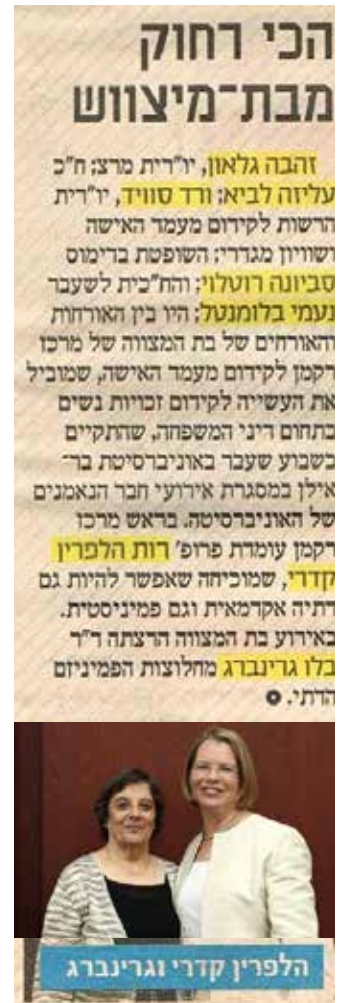 הכי רחוק
מבת־מיצווש
זהבה גלאון, יו"רית מרצ; ח"כ
עליזה לביא; ורד סוויד, יו"רית
הרשות לקידום מעמד האישה
ושוויון מגדרי; השופטת בדימוס
סביונה רוטלוי; והח"כית לשעבר
נעמי בלומנטל; היו בין האורחות
והאורחים של בת המצווה של מרכז
רקמן לקידום מעמד האישה, שמוביל
את העשייה לקידום זכויות נשים
בתחום דיני המשפחה, שהתקיים
בשבוע שעבר באוניברסיטת בר־
אילן במסגרת אירועי חבר הנאמנים
של האוניברסיטה. בראש מרכז
רקמן עומדת פרופ' רות הלפרין
קדרי, שמוכיחה שאפשר להיות גם
דתיה אקדמאית וגם פמיניסטית.
באירוע בת המצווה הרצתה ד"ר
בלו גרינברג מחלוצות הפמיניזם
הדתי.
הלפרין קדרי וגרינברג